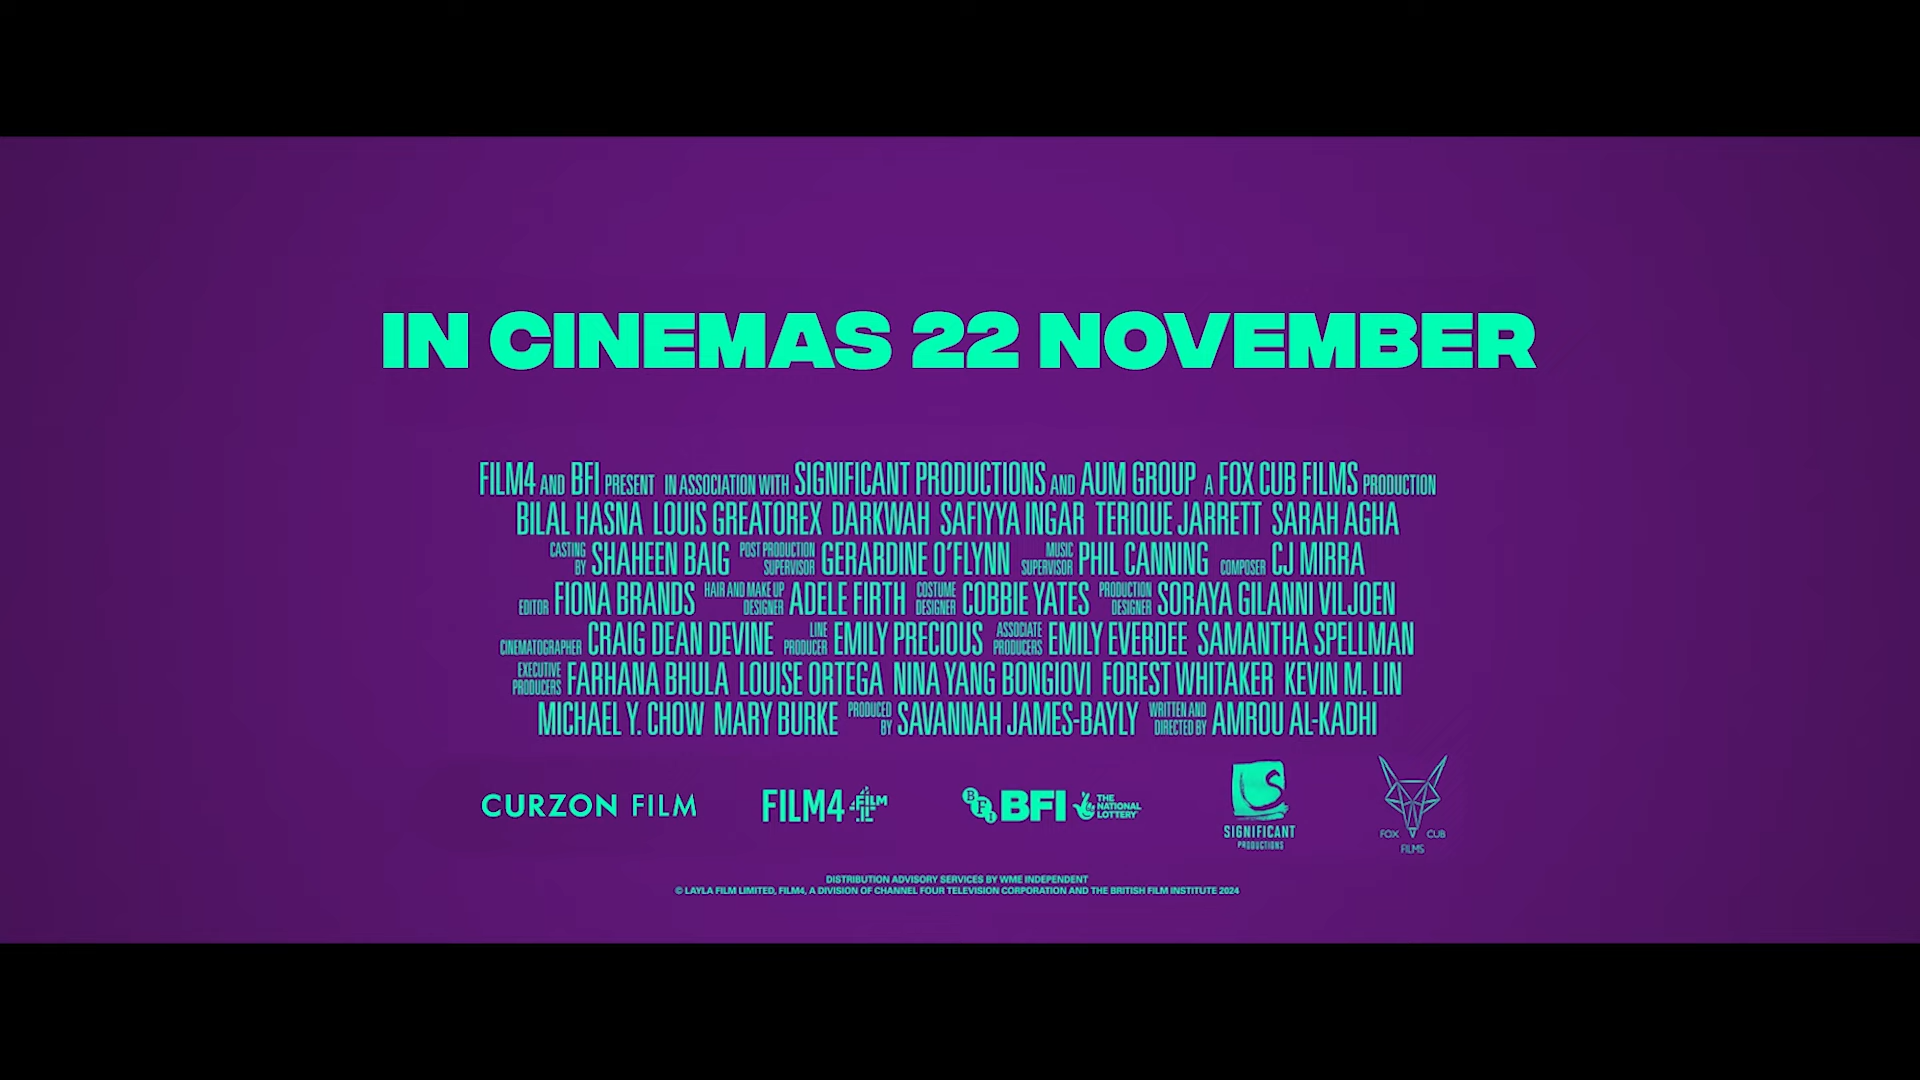 IN CINEMAS 22 NOVEMBER
FILM4 AND BFI PRESENT IN ASSOCIATION WITH SIGNIFICANT PRODUCTIONS AND AUM GROUP A FOX CUB FILMS PRODUCTION
BILAL HASNA LOUIS GREATOREX DARKWAH SAFIYYA INGAR TERIQUE JARRETT SARAH AGHA
CASTING BY SHAHEEN BAIG POST PRODUCTION SUPERVISOR GERARDINE O'FLYNN MUSIC SUPERVISOR PHIL CANNING COMPOSER CJ MIRRA
EDITOR FIONA BRANDS HAIR AND MAKE UP DESIGNER ADELE FIRTH COSTUME DESIGNER COBBIE YATES PRODUCTION DESIGNER SORAYA GILANNI VILJOEN
CINEMATOGRAPHER CRAIG DEAN DEVINE LINE PRODUCER EMILY PRECIOUS ASSOCIATE PRODUCERS EMILY EVERDEE SAMANTHA SPELLMAN
EXECUTIVE PRODUCERS FARHANA BHULA LOUISE ORTEGA NINA YANG BONGIOVI FOREST WHITAKER KEVIN M. LIN
MICHAEL Y. CHOW MARY BURKE PRODUCED BY SAVANNAH JAMES-BAYLY WRITTEN AND DIRECTED BY AMROU AL-KADHI
CURZON FILM
FILM4 FILM
BFI BFI THE NATIONAL LOTTERY
SIGNIFICANT
PRODUCTIONS
FOX CUB
FILMS
DISTRIBUTION ADVISORY SERVICES BY WME INDEPENDENT
© LAYLA FILM LIMITED, FILM4, A DIVISION OF CHANNEL FOUR TELEVISION CORPORATION AND THE BRITISH FILM INSTITUTE 2024